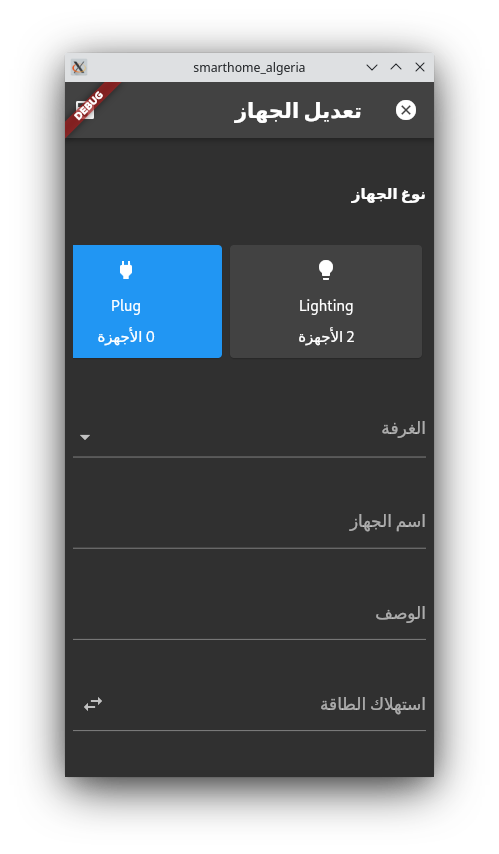 smarthome_algeria
تعديل الجهاز
DEBUG
نوع الجهاز
Lighting
2 الأجهزة
Plug
0 الأجهزة
الغرفة
اسم الجهاز
الوصف
استهلاك الطاقة